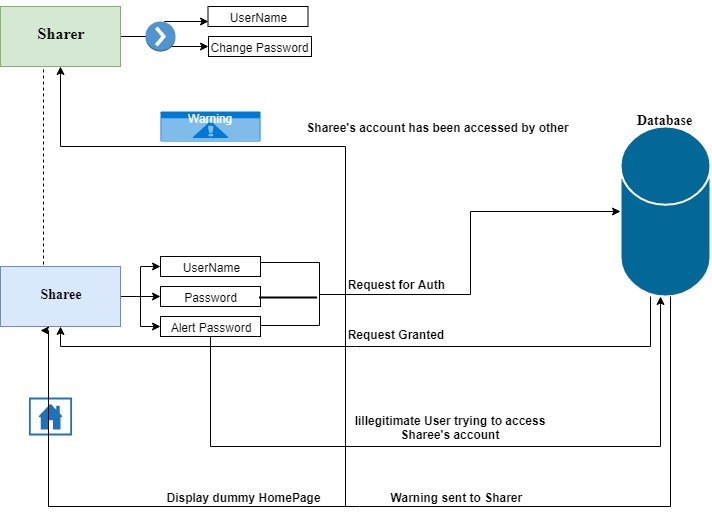 UserName
Sharer
Change Password
Warning
Sharee's account has been accessed by other
Database
UserName
Request for Auth
Sharee
Password
Alert Password
Request Granted
Iillegitimate User trying to access
Sharee's account
Display dummy HomePage
Warning sent to Sharer